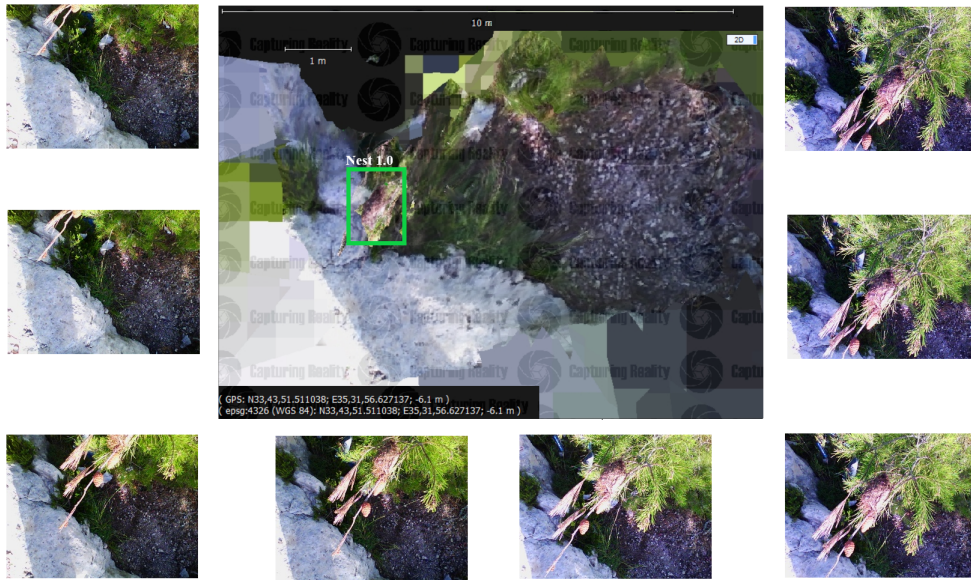 10 m
2D
1 m
Capturing Reality
Nest 1.0
( GPS: N33,43,51.511038; E35,31,56.627137; -6.1 m )
( epsg:4326 (WGS 84): N33,43,51.511038; E35,31,56.627137; -6.1 m )